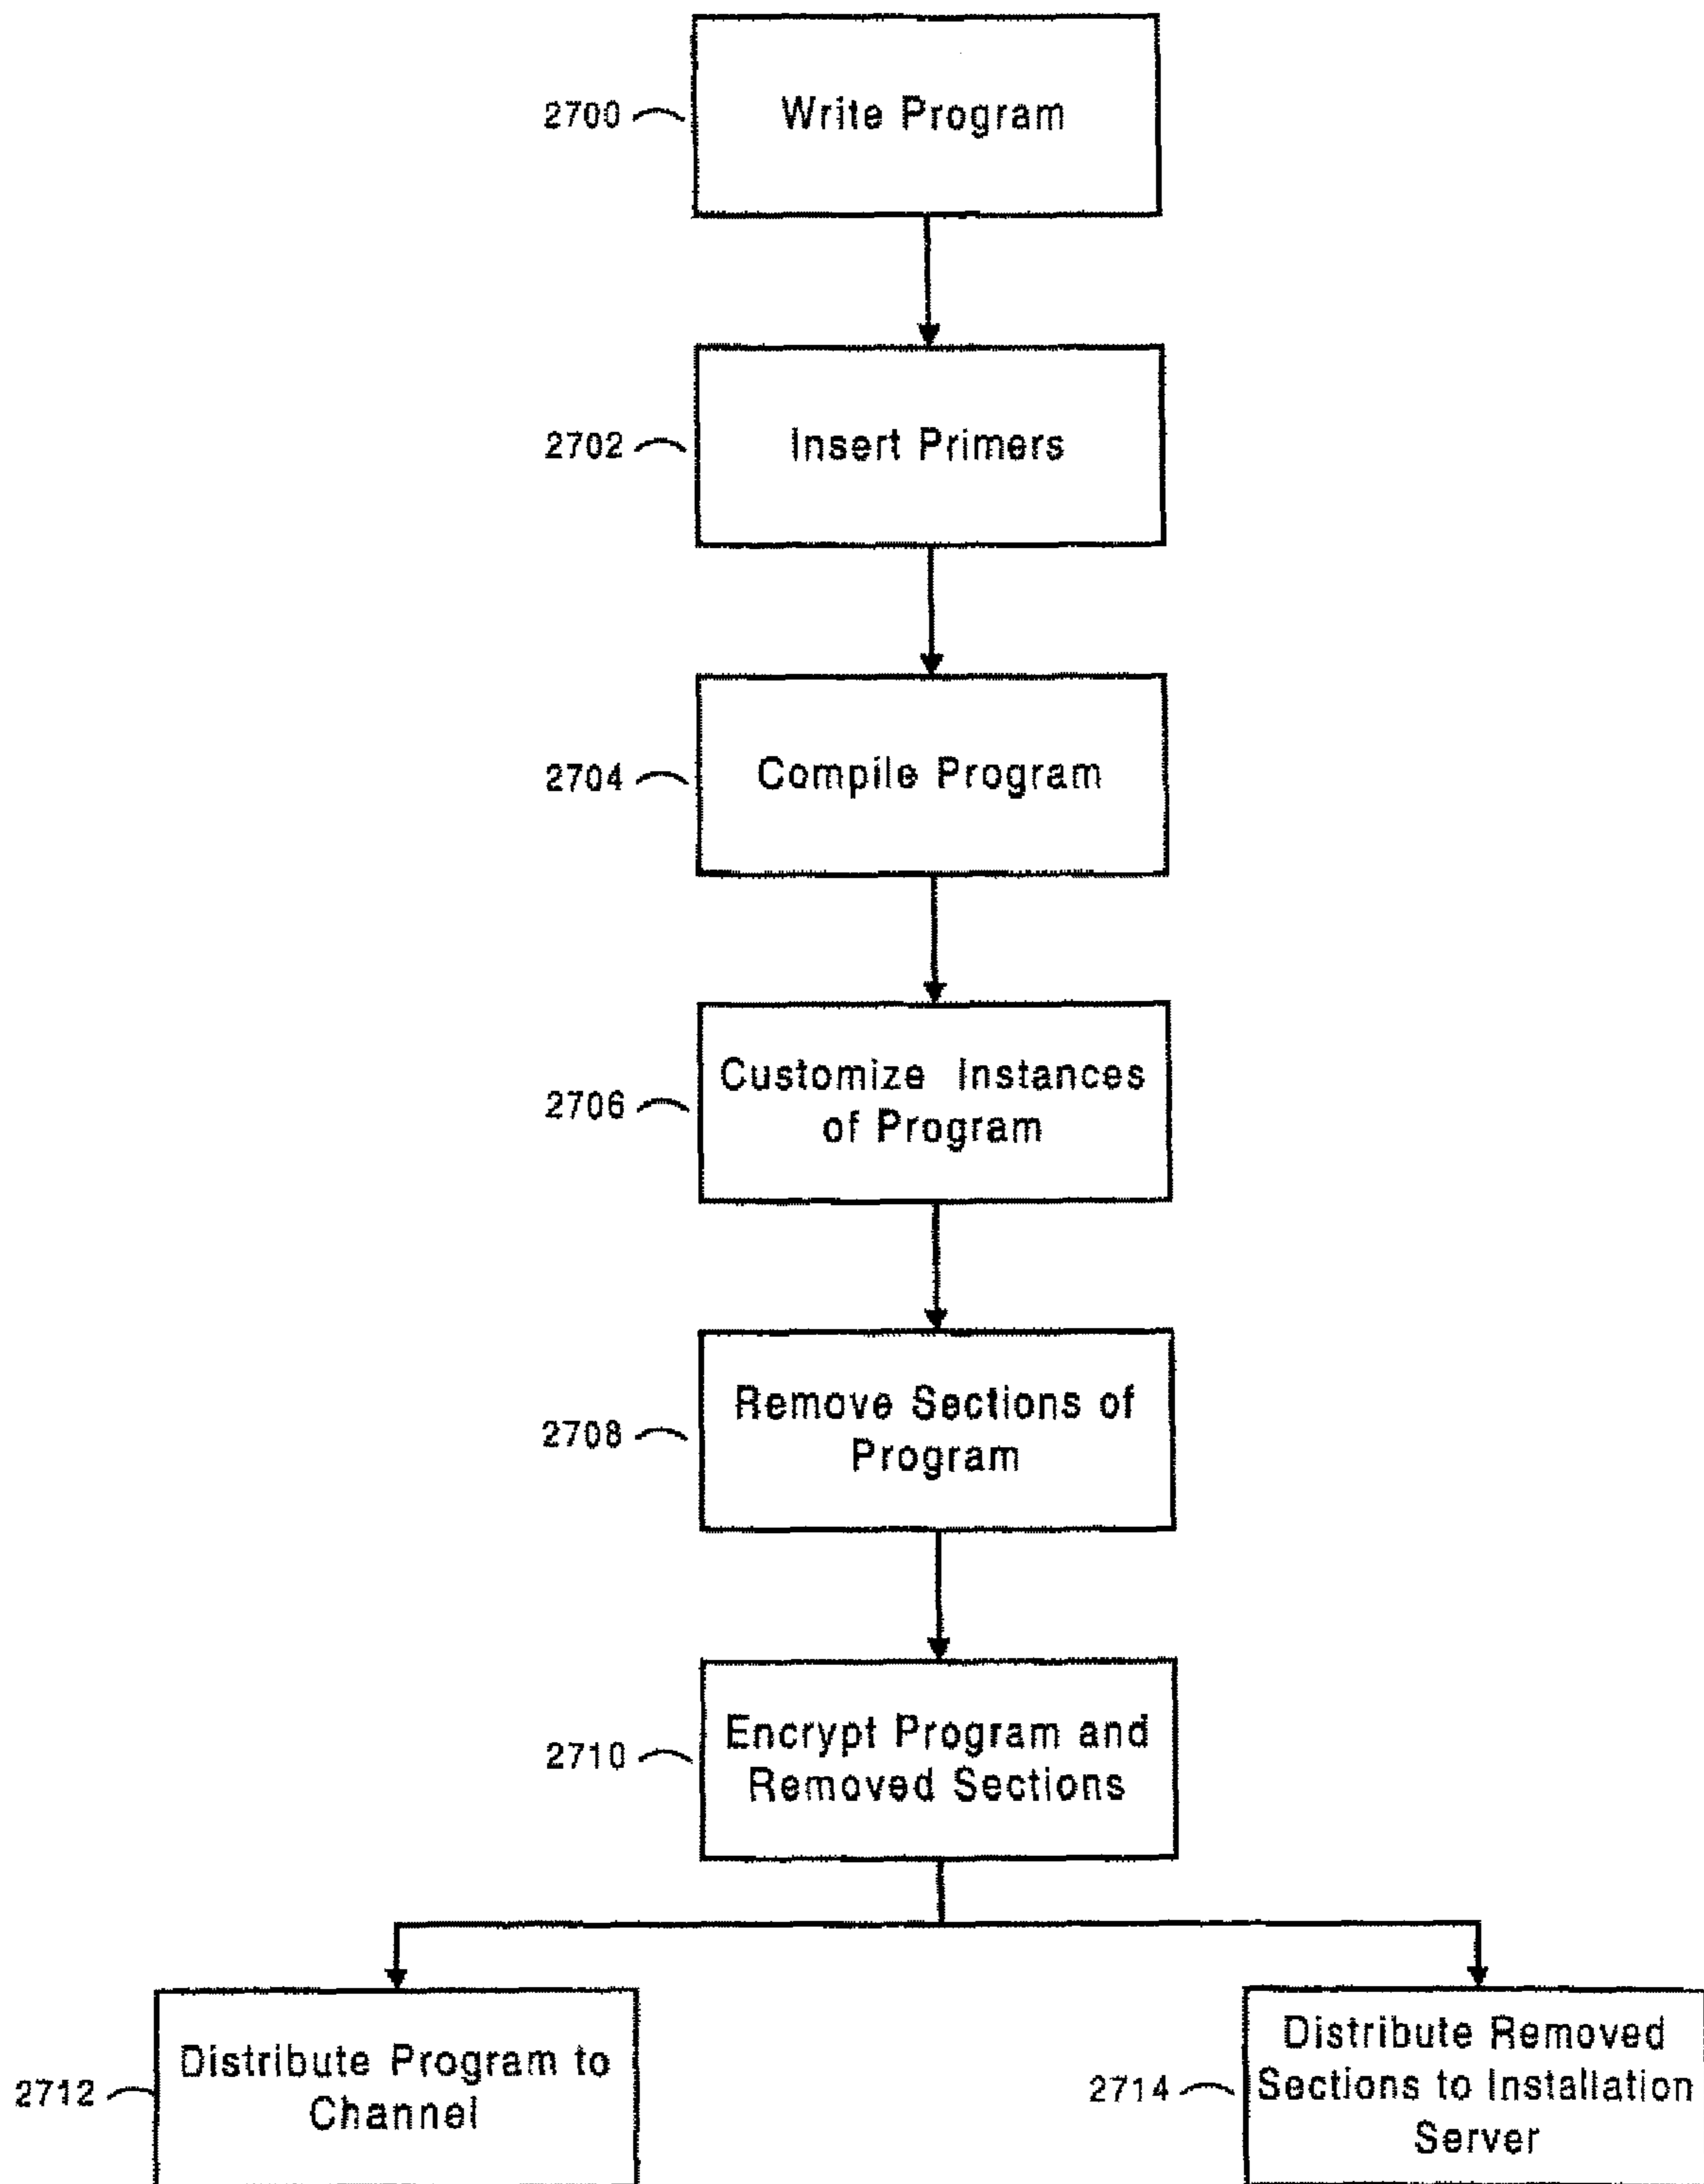 2700
Write Program
2702
Insert Primers
2704
Compile Program
2706
Customize Instances
of Program
2708
Remove Sections of
Program
2710
Encrypt Program and
Removed Sections
2712
Distribute Program to
Channel
2714
Distribute Removed
Sections to Installation
Server